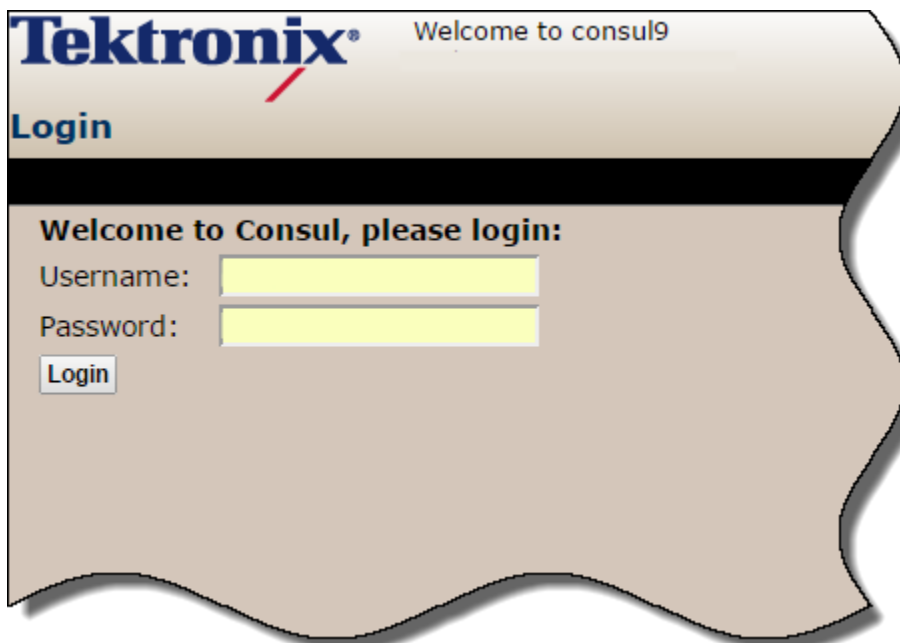 Tektronix®
Welcome to consul9
Login
Welcome to Consul, please login:
Username:
Password:
Login